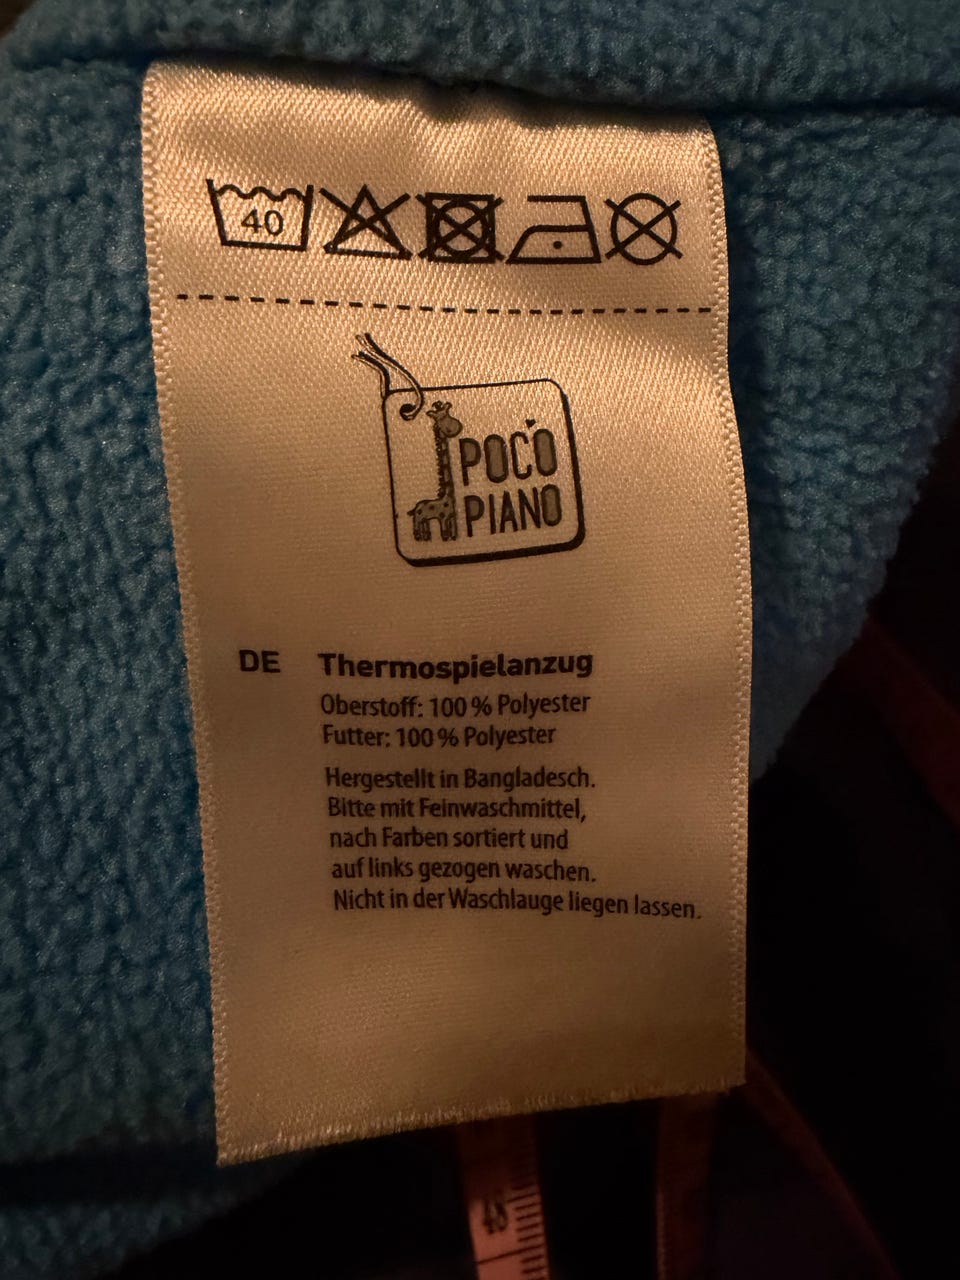 40
POCO
PIANO
DE Thermospielanzug
Oberstoff: 100 % Polyester
Futter: 100 % Polyester
Hergestellt in Bangladesch.
Bitte mit Feinwaschmittel,
nach Farben sortiert und
auf links gezogen waschen.
Nicht in der Waschlauge liegen lassen.
48